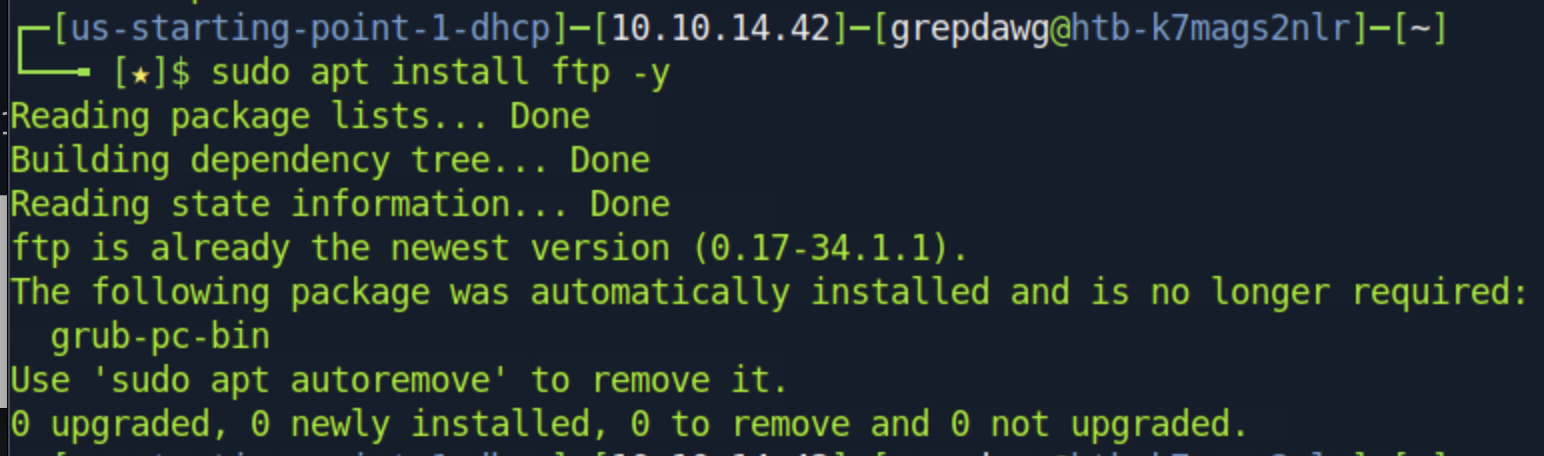 ┌─[us-starting-point-1-dhcp]─[10.10.14.42]─[grepdawg@htb-k7mags2nlr]─[~]
└──╼ [★]$ sudo apt install ftp -y
Reading package lists... Done
Building dependency tree... Done
Reading state information... Done
ftp is already the newest version (0.17-34.1.1).
The following package was automatically installed and is no longer required:
  grub-pc-bin
Use 'sudo apt autoremove' to remove it.
0 upgraded, 0 newly installed, 0 to remove and 0 not upgraded.